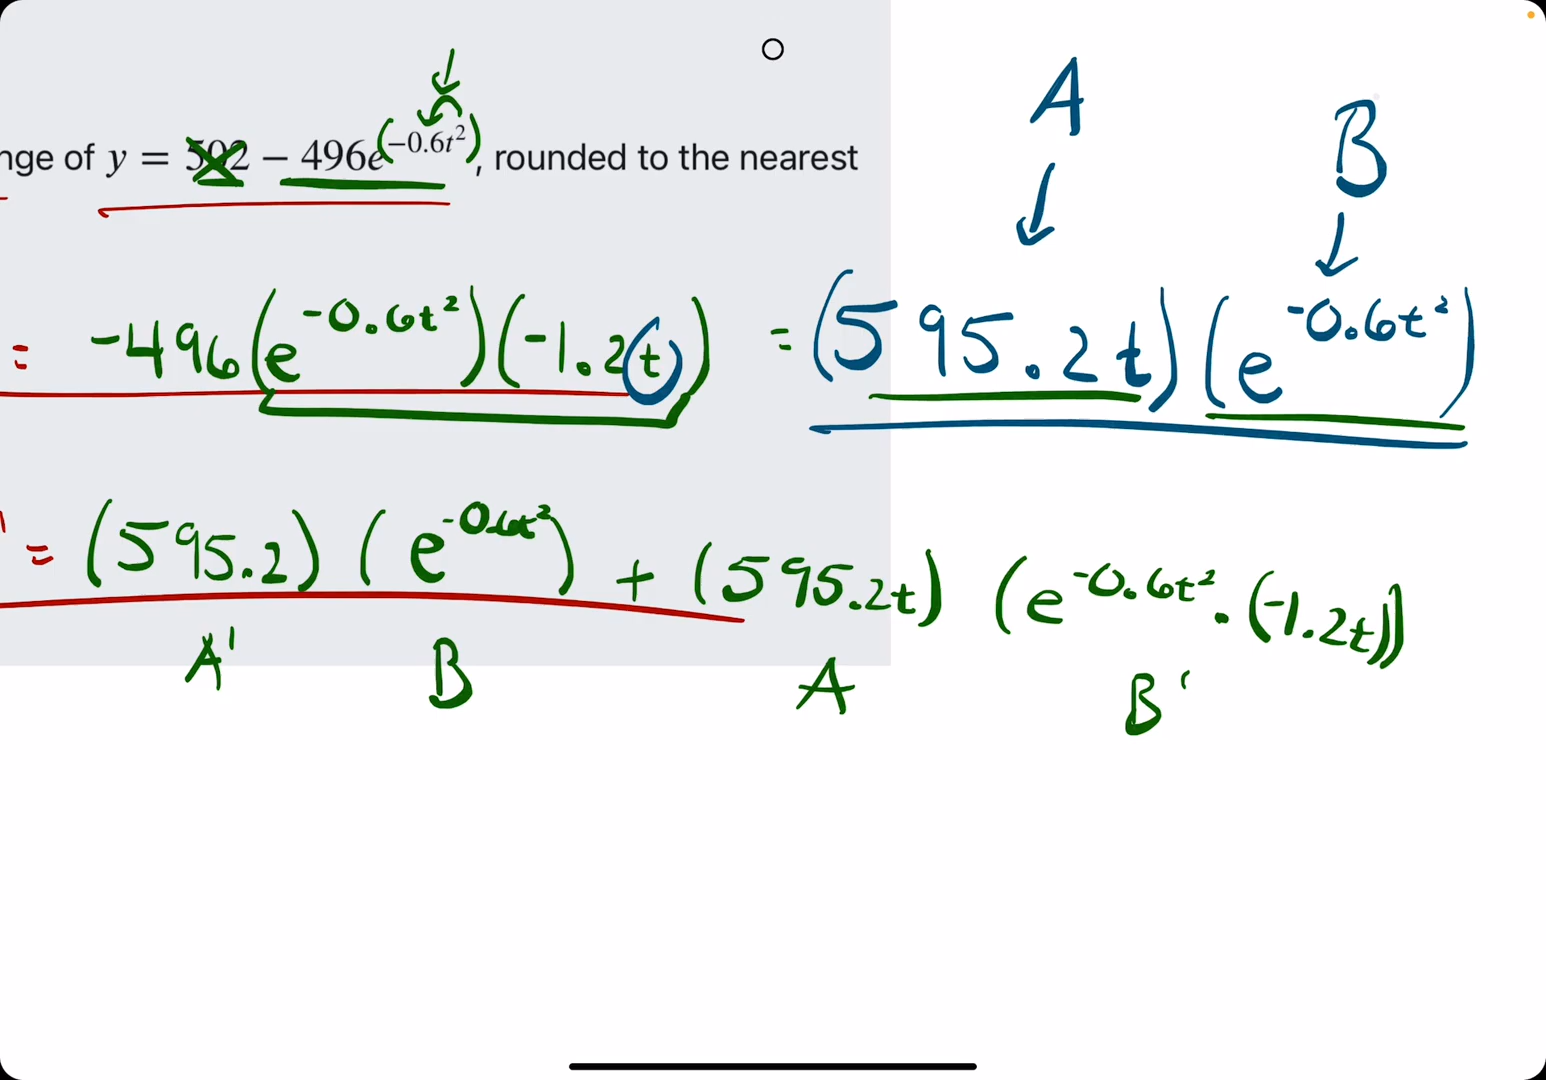 A
B
nge of y = 502 − 496e^(−0.6t²), rounded to the nearest
= -496(e^-0.6t²)(-1.2t) = (595.2t)(e^-0.6t²)
' = (595.2)(e^-0.6t²) + (595.2t)(e^-0.6t² · (-1.2t))
A' B A B'